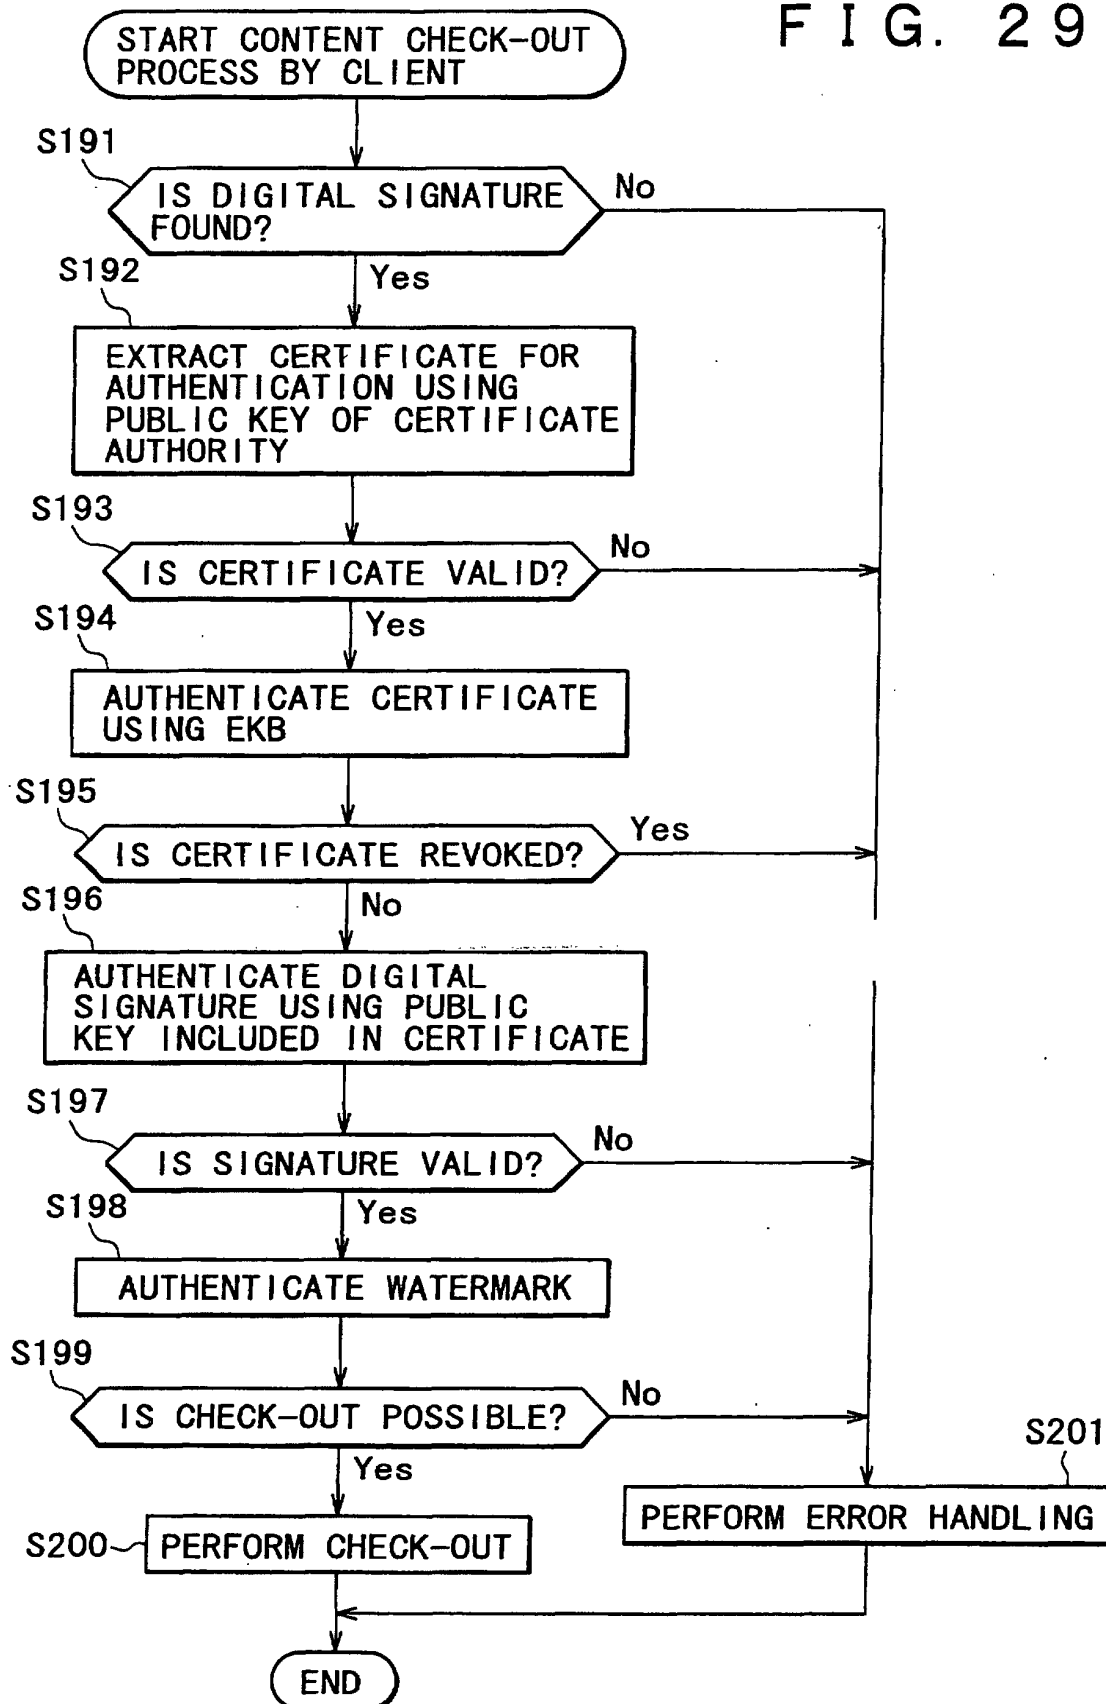 FIG. 29
START CONTENT CHECK-OUT
PROCESS BY CLIENT
S191
IS DIGITAL SIGNATURE
FOUND?
No
Yes
S192
EXTRACT CERTIFICATE FOR
AUTHENTICATION USING
PUBLIC KEY OF CERTIFICATE
AUTHORITY
S193
IS CERTIFICATE VALID?
No
Yes
S194
AUTHENTICATE CERTIFICATE
USING EKB
S195
IS CERTIFICATE REVOKED?
Yes
No
S196
AUTHENTICATE DIGITAL
SIGNATURE USING PUBLIC
KEY INCLUDED IN CERTIFICATE
S197
IS SIGNATURE VALID?
No
Yes
S198
AUTHENTICATE WATERMARK
S199
IS CHECK-OUT POSSIBLE?
No
Yes
S201
PERFORM ERROR HANDLING
S200
PERFORM CHECK-OUT
END